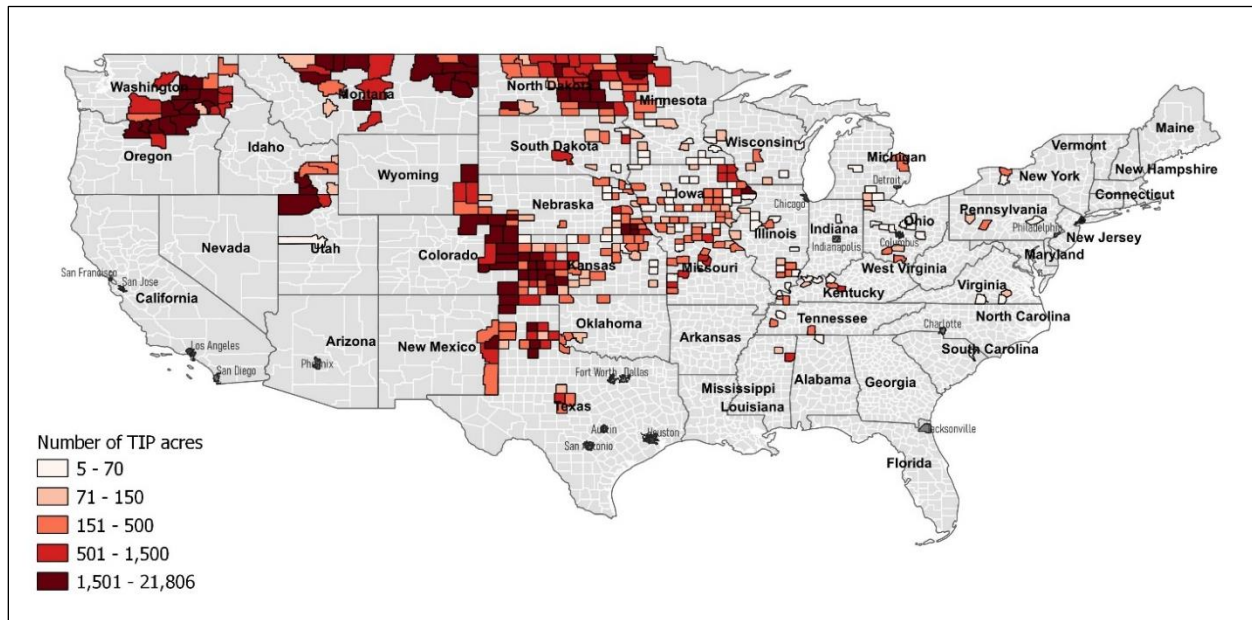 Washington
Montana
North Dakota
Minnesota
Maine
Oregon
Idaho
South Dakota
Wisconsin
Michigan
Vermont
New Hampshire
Wyoming
Detroit
New York
Connecticut
Nebraska
Iowa
Chicago
Pennsylvania
Nevada
Utah
Colorado
Illinois
Indiana
Ohio
Philadelphia
New Jersey
Indianapolis
Columbus
Maryland
San Francisco
San Jose
California
Kansas
Missouri
West Virginia
Virginia
Kentucky
Los Angeles
Arizona
New Mexico
Oklahoma
Arkansas
Tennessee
North Carolina
Charlotte
South Carolina
San Diego
Phoenix
Fort Worth
Dallas
Mississippi
Alabama
Georgia
Texas
Louisiana
Austin
Houston
San Antonio
Jacksonville
Florida
Number of TIP acres
5 - 70
71 - 150
151 - 500
501 - 1,500
1,501 - 21,806